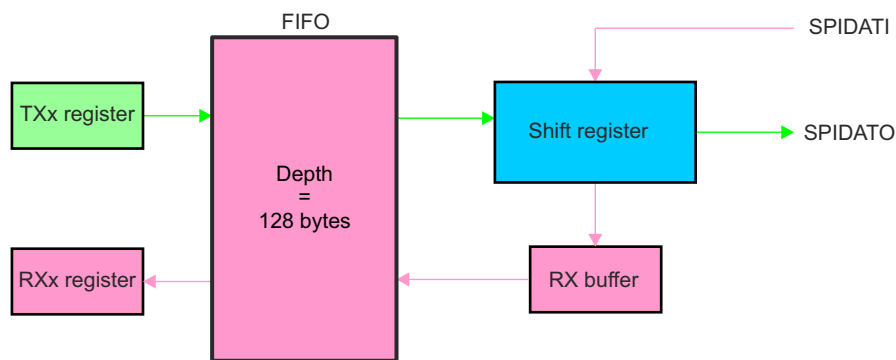 FIFO
SPIDATI
TXx register
Shift register
SPIDATO
Depth
=
128 bytes
RXx register
RX buffer